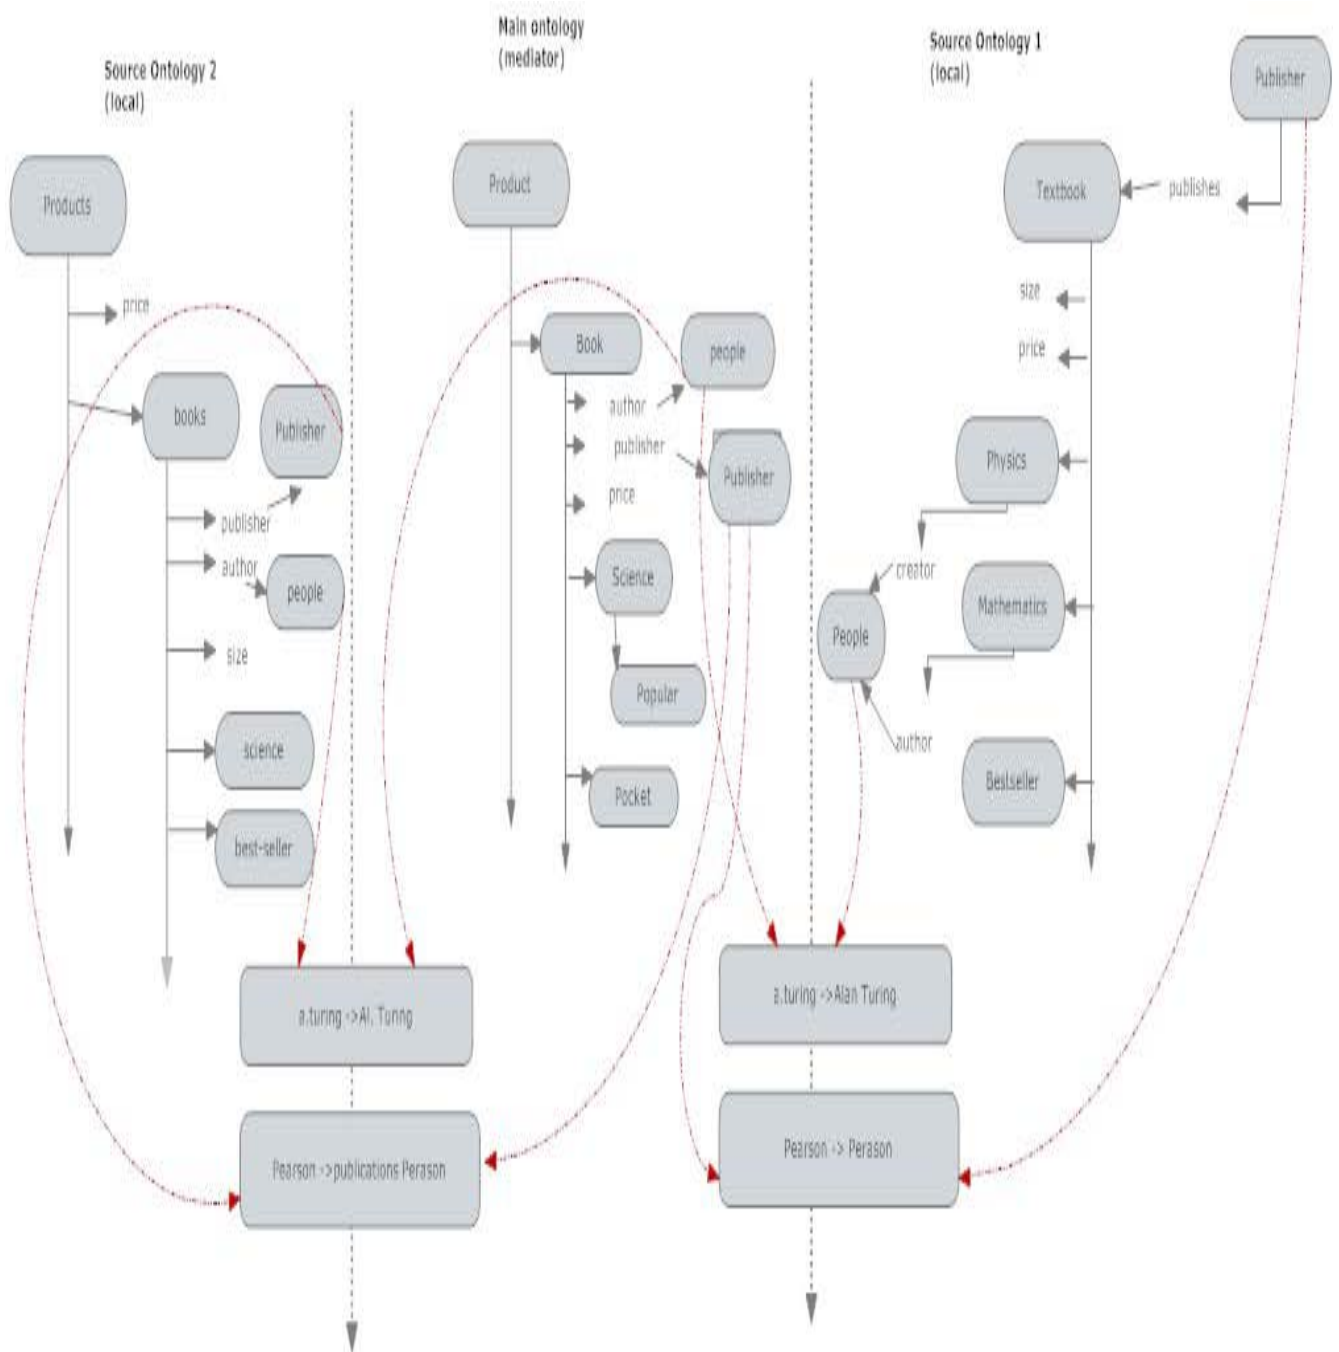 Source Ontology 2
(local)
Products
price
books
Publisher
publisher
author
people
size
science
best-seller
Main ontology
(mediator)
Product
Book
people
author
publisher
Publisher
price
Science
Popular
Pocket
Source Ontology 1
(local)
Publisher
Textbook
publishes
size
price
Physics
creator
Mathematics
People
author
Bestseller
a.turing ->Al. Turing
Pearson ->publications Perason
a.turing ->Alan Turing
Pearson -> Perason